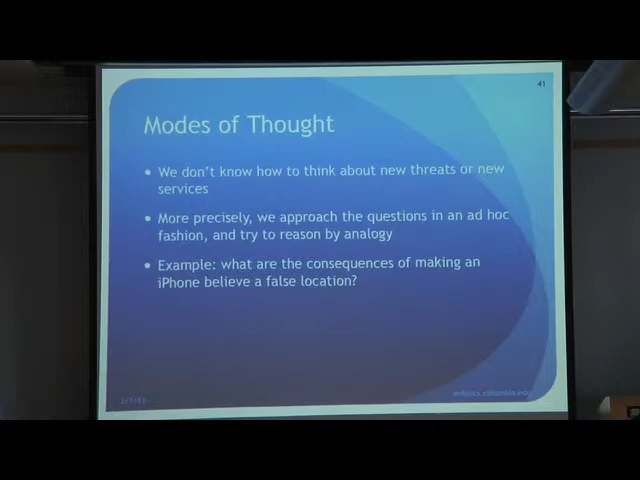 41
Modes of Thought
• We don't know how to think about new threats or new
services
• More precisely, we approach the questions in an ad hoc
fashion, and try to reason by analogy
• Example: what are the consequences of making an
iPhone believe a false location?